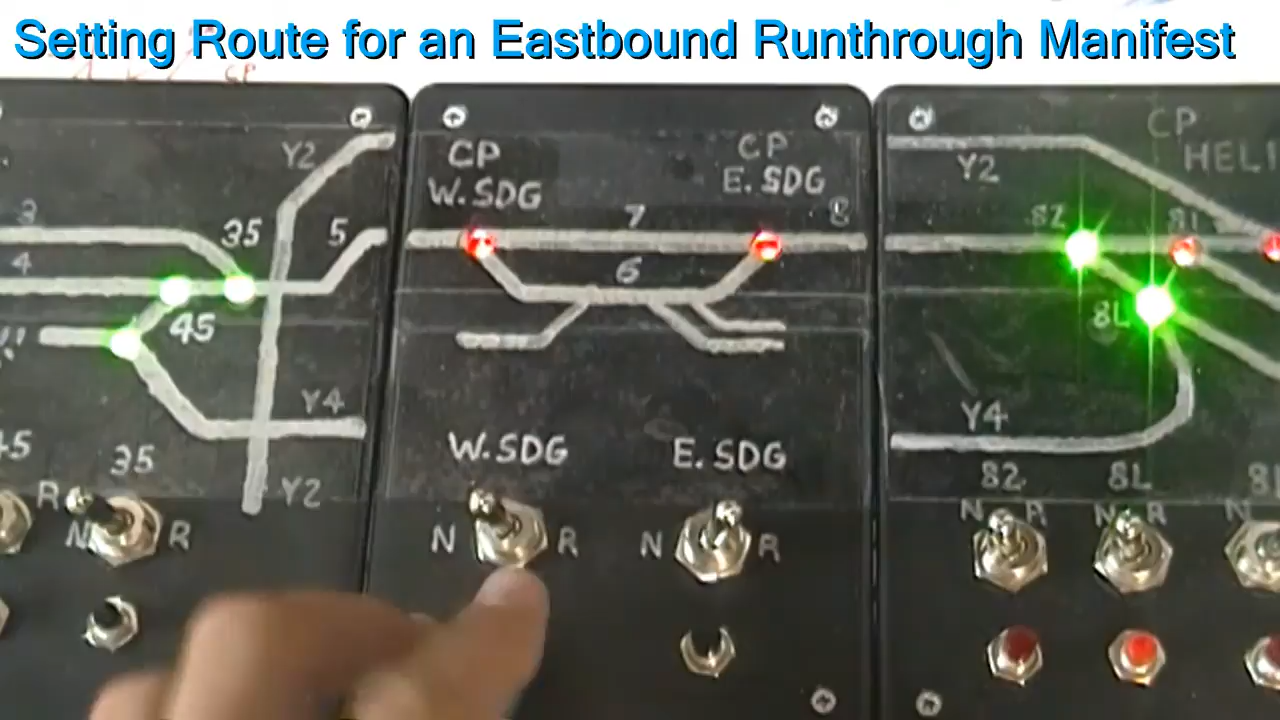 Setting Route for an Eastbound Runthrough Manifest
CP
W.SDG
CP
E.SDG
CP
HELI
Y2
35
5
3
4
45
Y4
Y2
7
8
6
Y2
82
81
8L
Y4
45
35
R
N
R
W.SDG
N
R
E.SDG
N
R
82
N
R
8L
N
R
N